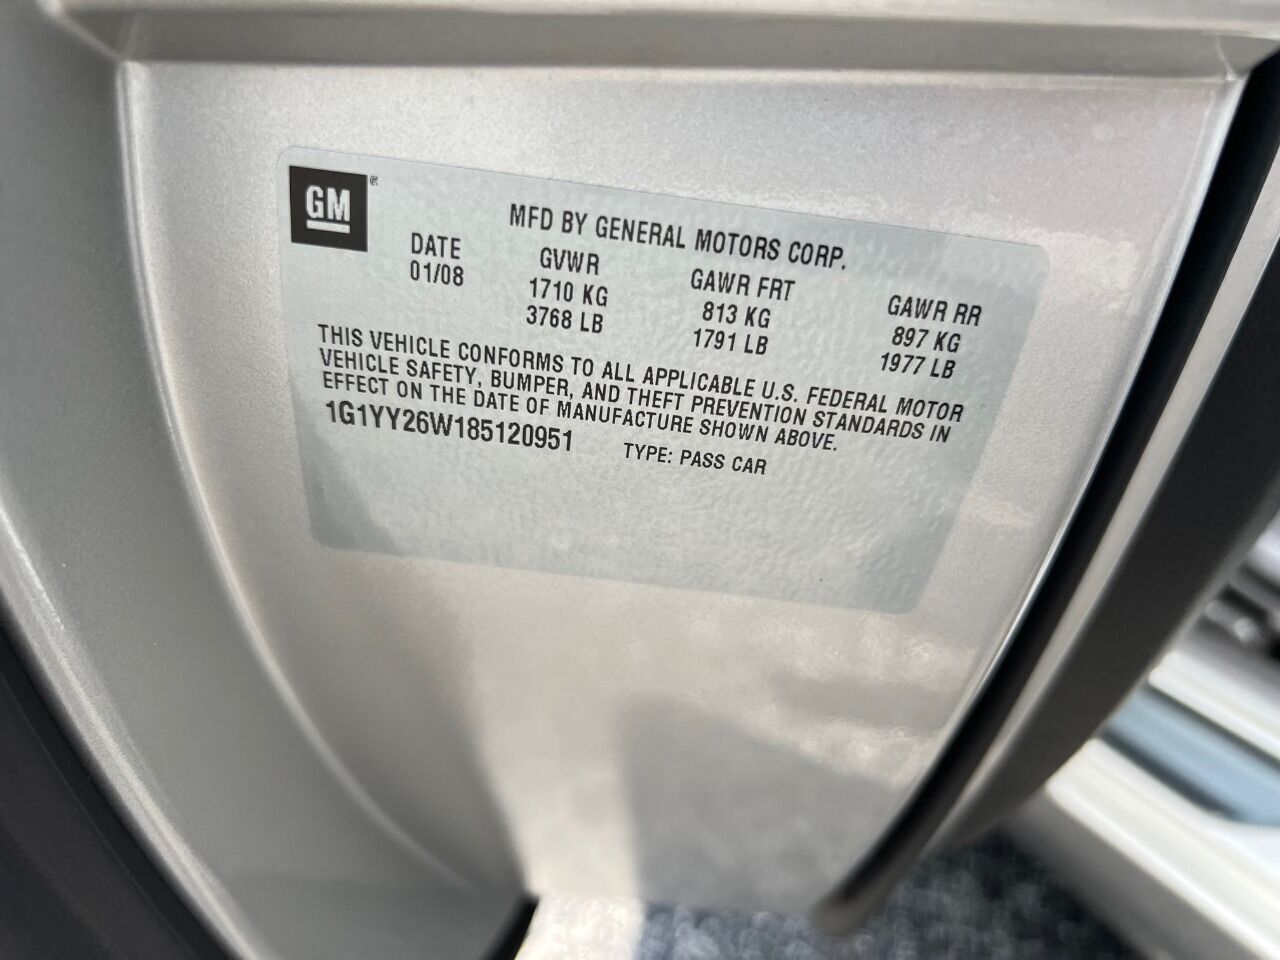 GM®
MFD BY GENERAL MOTORS CORP.
DATE GVWR GAWR FRT GAWR RR
01/08 1710 KG 813 KG 897 KG
3768 LB 1791 LB 1977 LB
THIS VEHICLE CONFORMS TO ALL APPLICABLE U.S. FEDERAL MOTOR
VEHICLE SAFETY, BUMPER, AND THEFT PREVENTION STANDARDS IN
EFFECT ON THE DATE OF MANUFACTURE SHOWN ABOVE.
1G1YY26W185120951 TYPE: PASS CAR